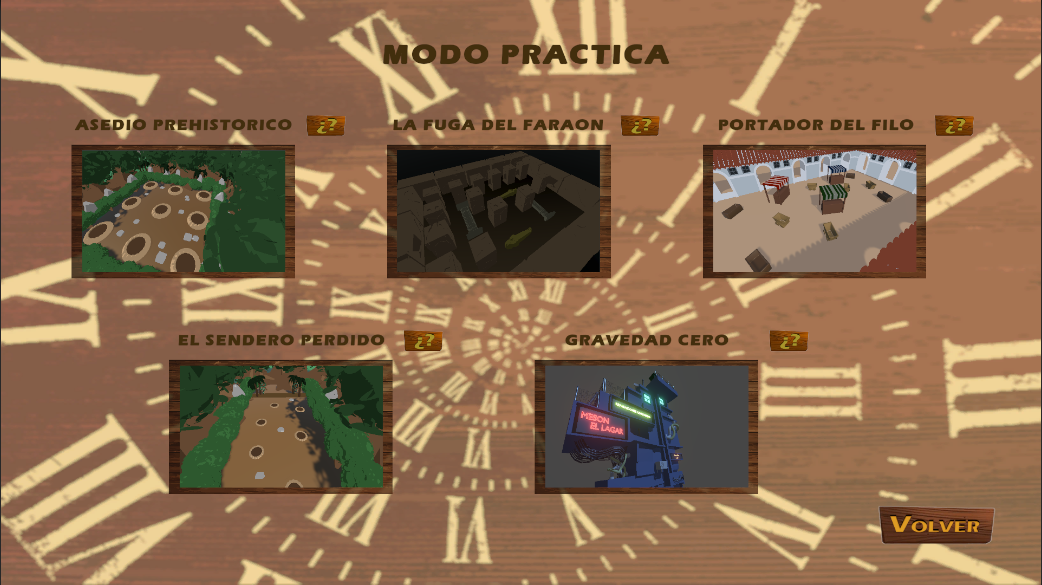 MODO PRACTICA
ASEDIO PREHISTORICO ¿?
LA FUGA DEL FARAON ¿?
PORTADOR DEL FILO ¿?
EL SENDERO PERDIDO ¿?
GRAVEDAD CERO ¿?
MESON
EL LAGAR
VOLVER